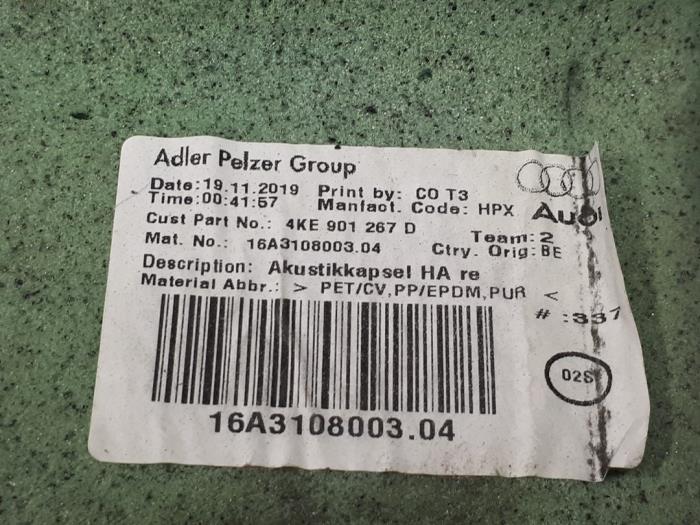 Adler Pelzer Group
Date:19.11.2019 Print by: CO T3
Time:00:41:57 Manfact. Code: HPX
Audi
Cust Part No.: 4KE 901 267 D
Team:2
Mat. No.: 16A3108003.04
Ctry. Orig:BE
Description: Akustikkapsel HA re
Material Abbr.: > PET/CV,PP/EPDM,PUR <
# :337
02S
16A3108003.04